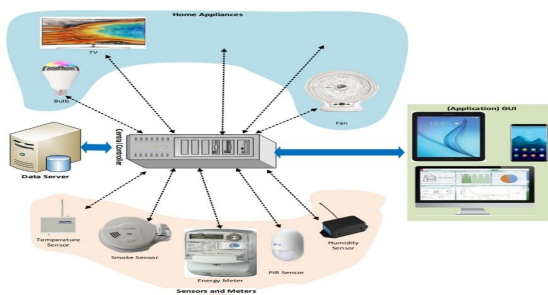 Home Appliances
TV
Bulb
Fan
(Application) GUI
Central Controller
Data Server
Temperature
Sensor
Smoke Sensor
Energy Meter
PIR Sensor
Humidity
Sensor
Sensors and Meters